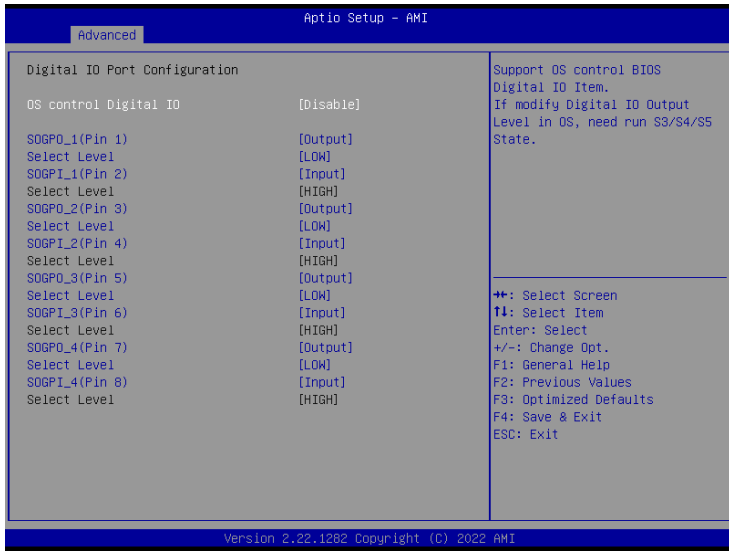 Aptio Setup – AMI
Advanced
Digital IO Port Configuration
OS control Digital IO [Disable]
SOGPO_1(Pin 1) [Output]
Select Level [LOW]
SOGPI_1(Pin 2) [Input]
Select Level [HIGH]
SOGPO_2(Pin 3) [Output]
Select Level [LOW]
SOGPI_2(Pin 4) [Input]
Select Level [HIGH]
SOGPO_3(Pin 5) [Output]
Select Level [LOW]
SOGPI_3(Pin 6) [Input]
Select Level [HIGH]
SOGPO_4(Pin 7) [Output]
Select Level [LOW]
SOGPI_4(Pin 8) [Input]
Select Level [HIGH]
Support OS control BIOS
Digital IO Item.
If modify Digital IO Output
Level in OS, need run S3/S4/S5
State.
→←: Select Screen
↑↓: Select Item
Enter: Select
+/-: Change Opt.
F1: General Help
F2: Previous Values
F3: Optimized Defaults
F4: Save & Exit
ESC: Exit
Version 2.22.1282 Copyright (C) 2022 AMI